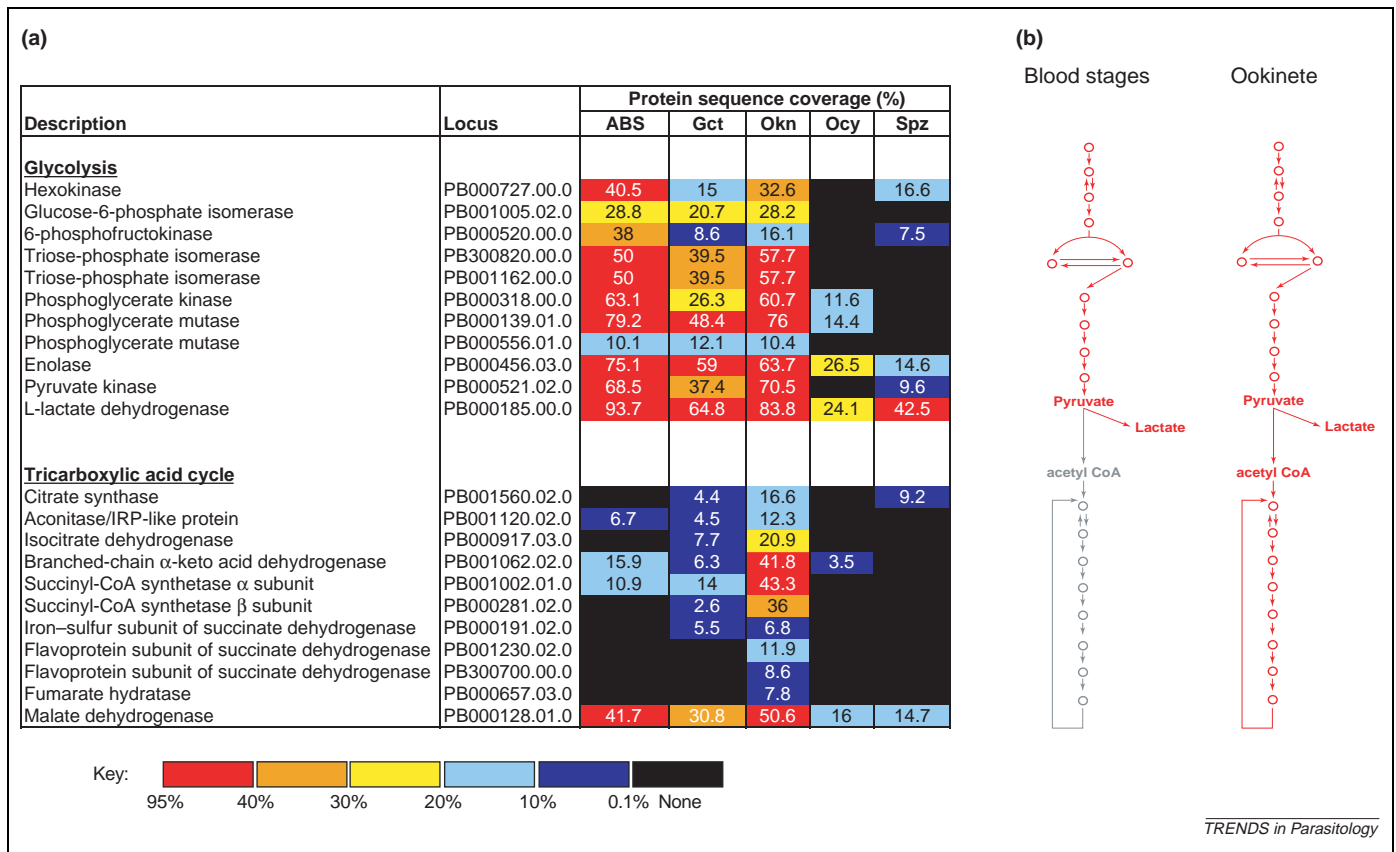 (a)
Protein sequence coverage (%)
Description Locus ABS Gct Okn Ocy Spz
Glycolysis
Hexokinase PB000727.00.0 40.5 15 32.6 16.6
Glucose-6-phosphate isomerase PB001005.02.0 28.8 20.7 28.2
6-phosphofructokinase PB000520.00.0 38 8.6 16.1 7.5
Triose-phosphate isomerase PB300820.00.0 50 39.5 57.7
Triose-phosphate isomerase PB001162.00.0 50 39.5 57.7
Phosphoglycerate kinase PB000318.00.0 63.1 26.3 60.7 11.6
Phosphoglycerate mutase PB000139.01.0 79.2 48.4 76 14.4
Phosphoglycerate mutase PB000556.01.0 10.1 12.1 10.4
Enolase PB000456.03.0 75.1 59 63.7 26.5 14.6
Pyruvate kinase PB000521.02.0 68.5 37.4 70.5 9.6
L-lactate dehydrogenase PB000185.00.0 93.7 64.8 83.8 24.1 42.5
Tricarboxylic acid cycle
Citrate synthase PB001560.02.0 4.4 16.6 9.2
Aconitase/IRP-like protein PB001120.02.0 6.7 4.5 12.3
Isocitrate dehydrogenase PB000917.03.0 7.7 20.9
Branched-chain α-keto acid dehydrogenase PB001062.02.0 15.9 6.3 41.8 3.5
Succinyl-CoA synthetase α subunit PB001002.01.0 10.9 14 43.3
Succinyl-CoA synthetase β subunit PB000281.02.0 2.6 36
Iron–sulfur subunit of succinate dehydrogenase PB000191.02.0 5.5 6.8
Flavoprotein subunit of succinate dehydrogenase PB001230.02.0 11.9
Flavoprotein subunit of succinate dehydrogenase PB300700.00.0 8.6
Fumarate hydratase PB000657.03.0 7.8
Malate dehydrogenase PB000128.01.0 41.7 30.8 50.6 16 14.7
Key:
95% 40% 30% 20% 10% 0.1% None
(b)
Blood stages Ookinete
Pyruvate Pyruvate
Lactate Lactate
acetyl CoA acetyl CoA
TRENDS in Parasitology